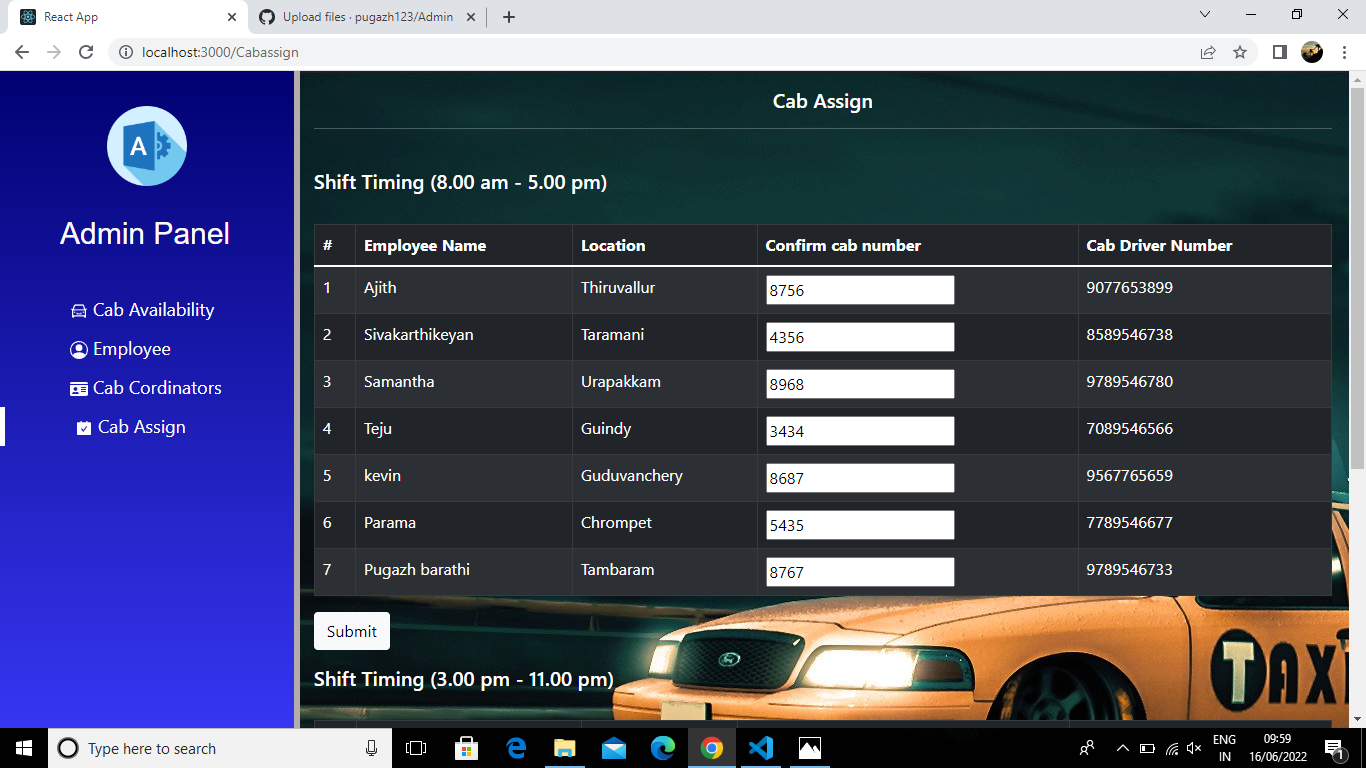 React App
Upload files · pugazh123/Admin
localhost:3000/Cabassign
A
Admin Panel
Cab Availability
Employee
Cab Cordinators
Cab Assign
Cab Assign
Shift Timing (8.00 am - 5.00 pm)
# Employee Name Location Confirm cab number Cab Driver Number
1 Ajith Thiruvallur 8756 9077653899
2 Sivakarthikeyan Taramani 4356 8589546738
3 Samantha Urapakkam 8968 9789546780
4 Teju Guindy 3434 7089546566
5 kevin Guduvanchery 8687 9567765659
6 Parama Chrompet 5435 7789546677
7 Pugazh barathi Tambaram 8767 9789546733
Submit
Shift Timing (3.00 pm - 11.00 pm)
TAXI
Type here to search
ENG
IN
09:59
16/06/2022
1